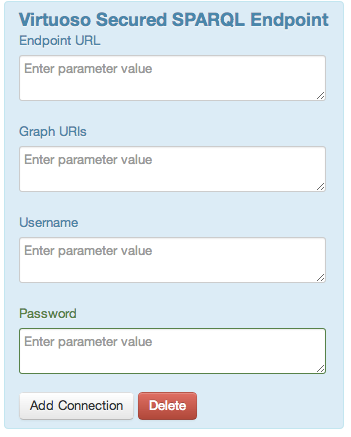 Virtuoso Secured SPARQL Endpoint
Endpoint URL
Enter parameter value
Graph URIs
Enter parameter value
Username
Enter parameter value
Password
Enter parameter value
Add Connection Delete